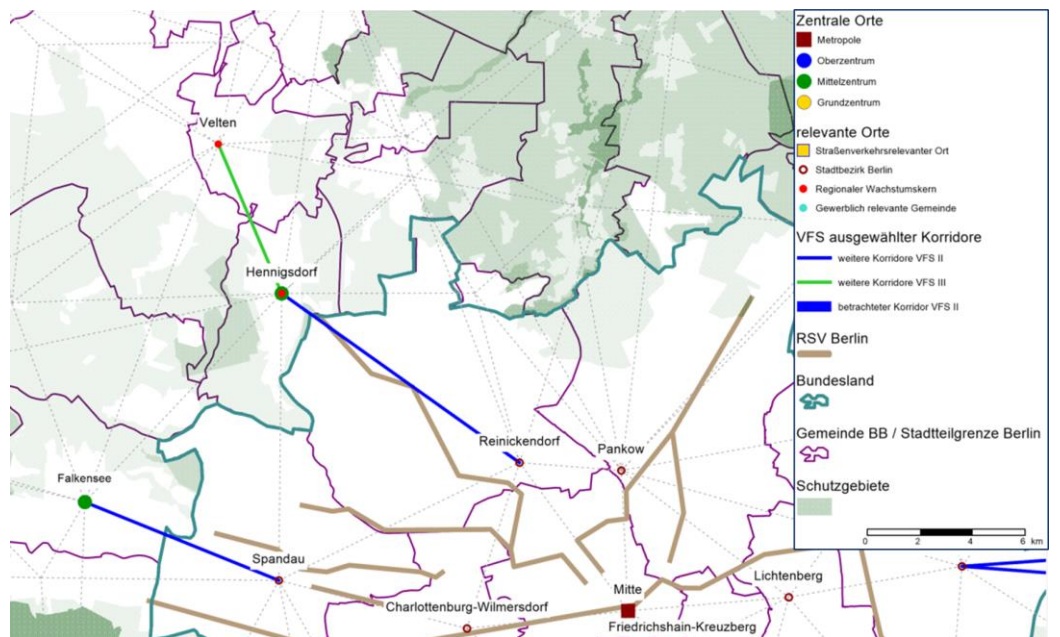 Velten
Hennigsdorf
Reinickendorf
Pankow
Falkensee
Spandau
Mitte
Lichtenberg
Charlottenburg-Wilmersdorf
Friedrichshain-Kreuzberg
Zentrale Orte
Metropole
Oberzentrum
Mittelzentrum
Grundzentrum
relevante Orte
Straßenverkehrsrelevanter Ort
Stadtbezirk Berlin
Regionaler Wachstumskern
Gewerblich relevante Gemeinde
VFS ausgewählter Korridore
weitere Korridore VFS II
weitere Korridore VFS III
betrachteter Korridor VFS II
RSV Berlin
Bundesland
Gemeinde BB / Stadtteilgrenze Berlin
Schutzgebiete
0 2 4 6 km